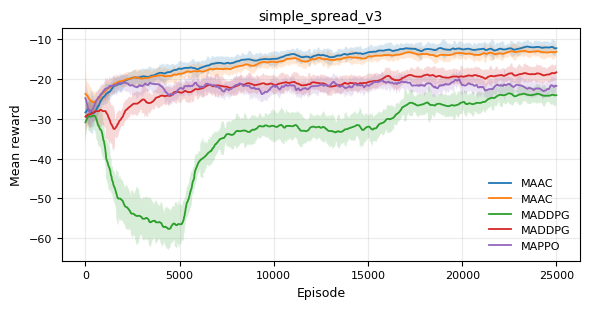 simple_spread_v3
Mean reward
−10
−20
−30
−40
−50
−60
MAAC
MAAC
MADDPG
MADDPG
MAPPO
0
5000
10000
15000
20000
25000
Episode